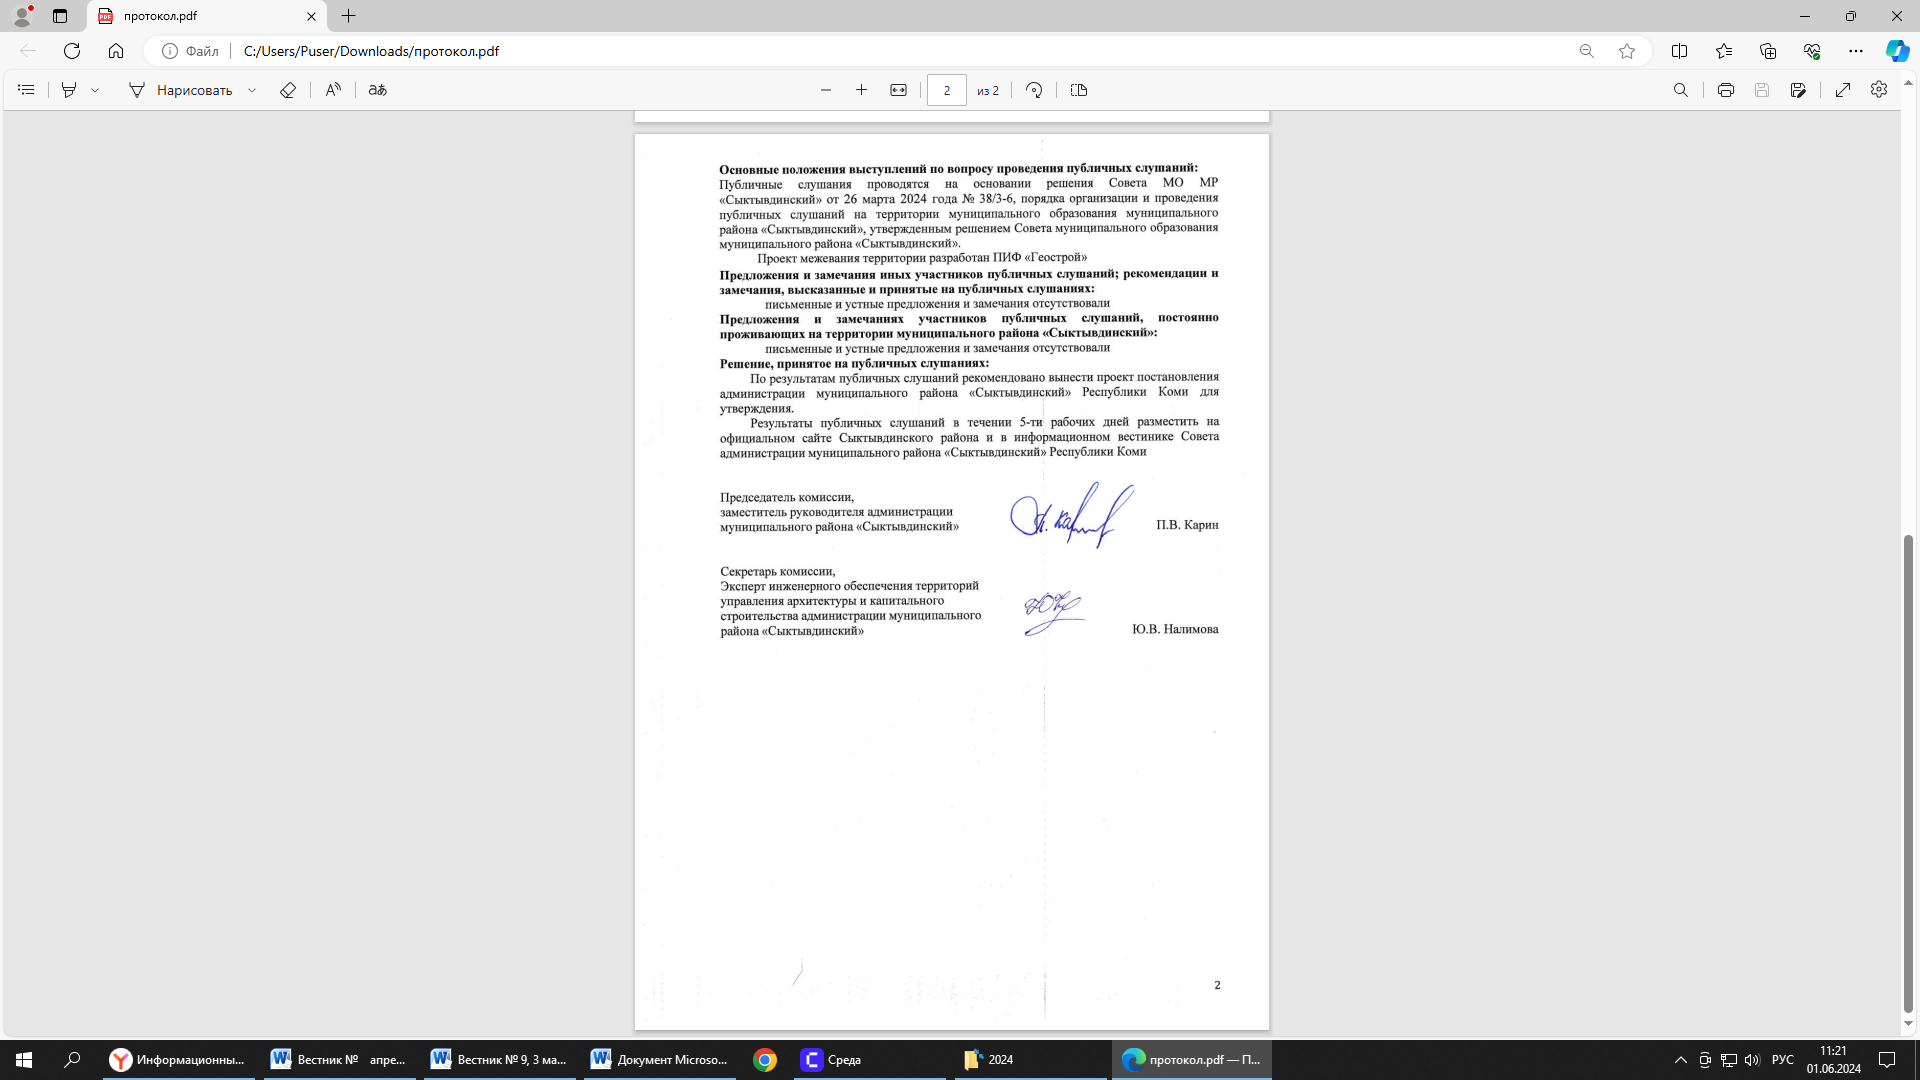 протокол.pdf
Файл
C:/Users/Puser/Downloads/протокол.pdf
Нарисовать
2
из 2
Основные положения выступлений по вопросу проведения публичных слушаний:
Публичные слушания проводятся на основании решения Совета МО МР
«Сыктывдинский» от 26 марта 2024 года № 38/3-6, порядка организации и проведения
публичных слушаний на территории муниципального образования муниципального
района «Сыктывдинский», утвержденным решением Совета муниципального образования
муниципального района «Сыктывдинский».
Проект межевания территории разработан ПИФ «Геострой»
Предложения и замечания иных участников публичных слушаний; рекомендации и
замечания, высказанные и принятые на публичных слушаниях:
письменные и устные предложения и замечания отсутствовали
Предложения и замечаниях участников публичных слушаний, постоянно
проживающих на территории муниципального района «Сыктывдинский»:
письменные и устные предложения и замечания отсутствовали
Решение, принятое на публичных слушаниях:
По результатам публичных слушаний рекомендовано вынести проект постановления
администрации муниципального района «Сыктывдинский» Республики Коми для
утверждения.
Результаты публичных слушаний в течении 5-ти рабочих дней разместить на
официальном сайте Сыктывдинского района и в информационном вестинике Совета
администрации муниципального района «Сыктывдинский» Республики Коми
Председатель комиссии,
заместитель руководителя администрации
муниципального района «Сыктывдинский»
П.В. Карин
Секретарь комиссии,
Эксперт инженерного обеспечения территорий
управления архитектуры и капитального
строительства администрации муниципального
района «Сыктывдинский»
Ю.В. Налимова
2
Информационны...
Вестник № апре...
Вестник № 9, 3 ма...
Документ Microso...
Среда
2024
протокол.pdf — П...
РУС
11:21
01.06.2024